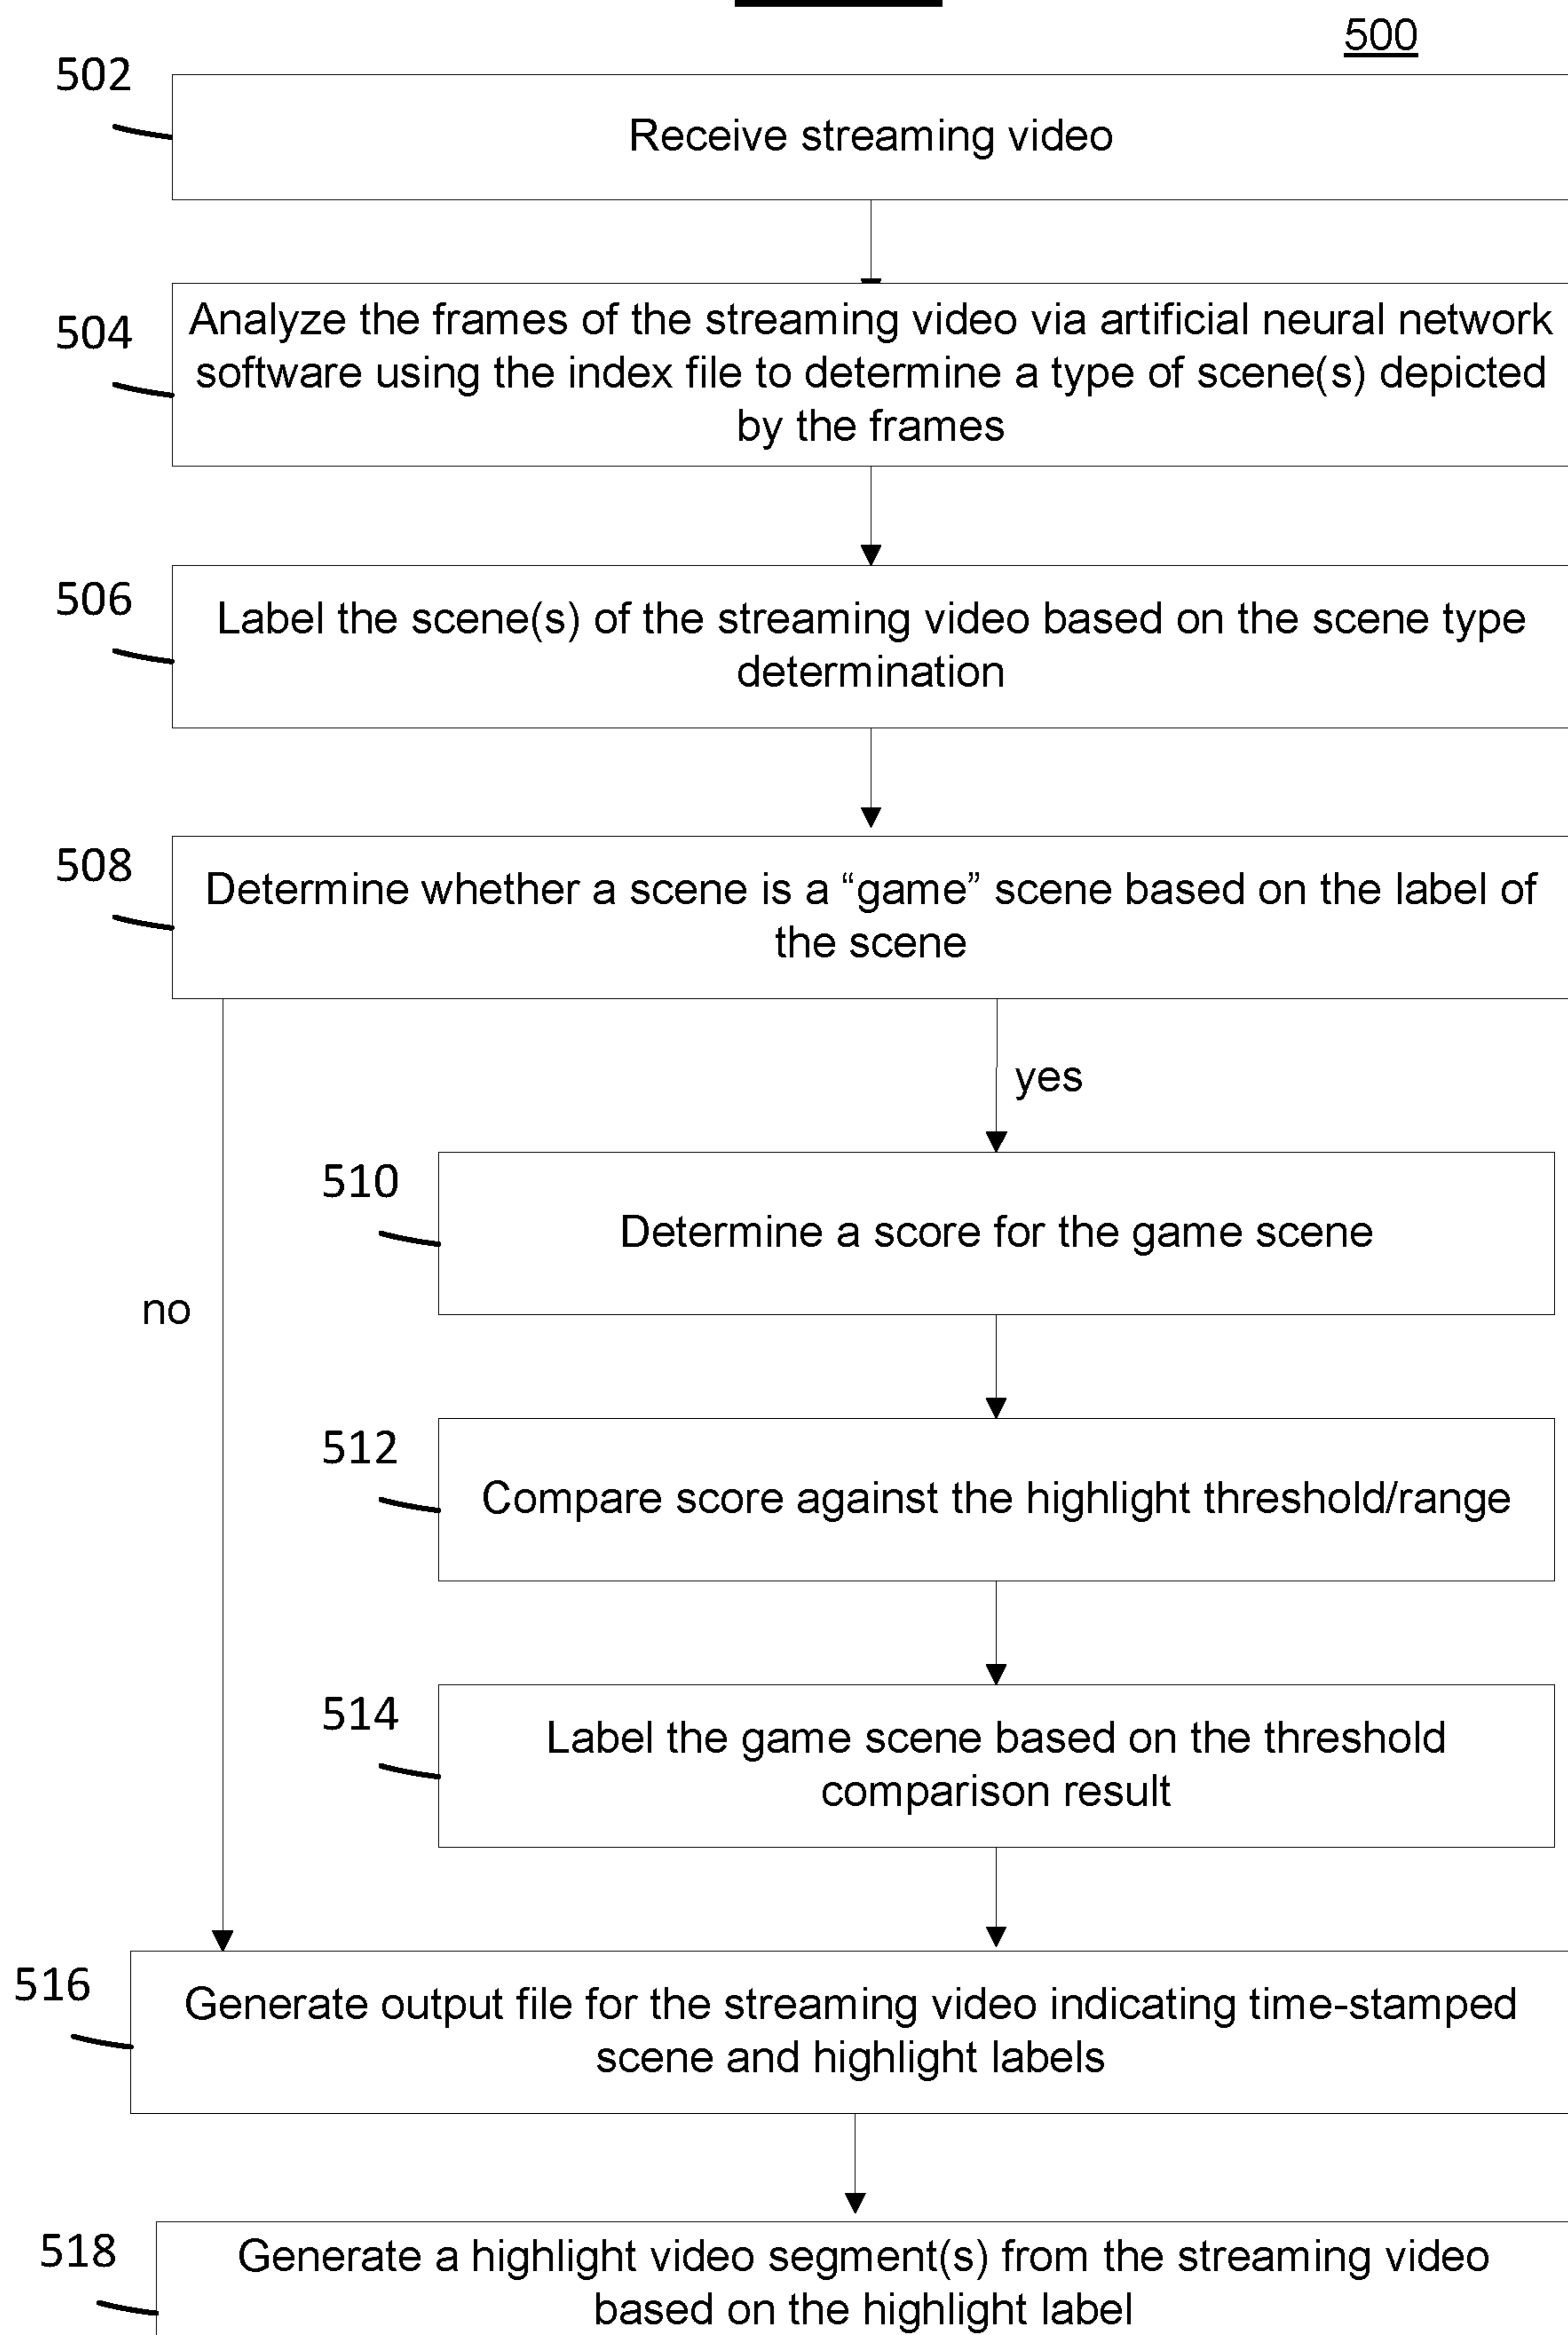 500
502
Receive streaming video
504
Analyze the frames of the streaming video via artificial neural network
software using the index file to determine a type of scene(s) depicted
by the frames
506
Label the scene(s) of the streaming video based on the scene type
determination
508
Determine whether a scene is a “game” scene based on the label of
the scene
yes
510
Determine a score for the game scene
no
512
Compare score against the highlight threshold/range
514
Label the game scene based on the threshold
comparison result
516
Generate output file for the streaming video indicating time-stamped
scene and highlight labels
518
Generate a highlight video segment(s) from the streaming video
based on the highlight label